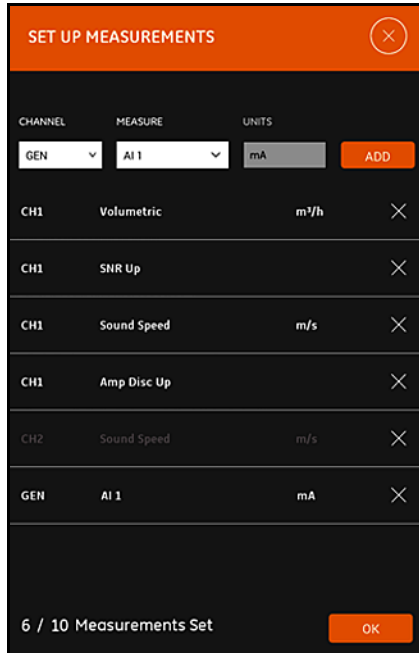 SET UP MEASUREMENTS
CHANNEL MEASURE UNITS
GEN AI 1 mA ADD
CH1 Volumetric m³/h
CH1 SNR Up
CH1 Sound Speed m/s
CH1 Amp Disc Up
CH2 Sound Speed m/s
GEN AI 1 mA
6 / 10 Measurements Set OK